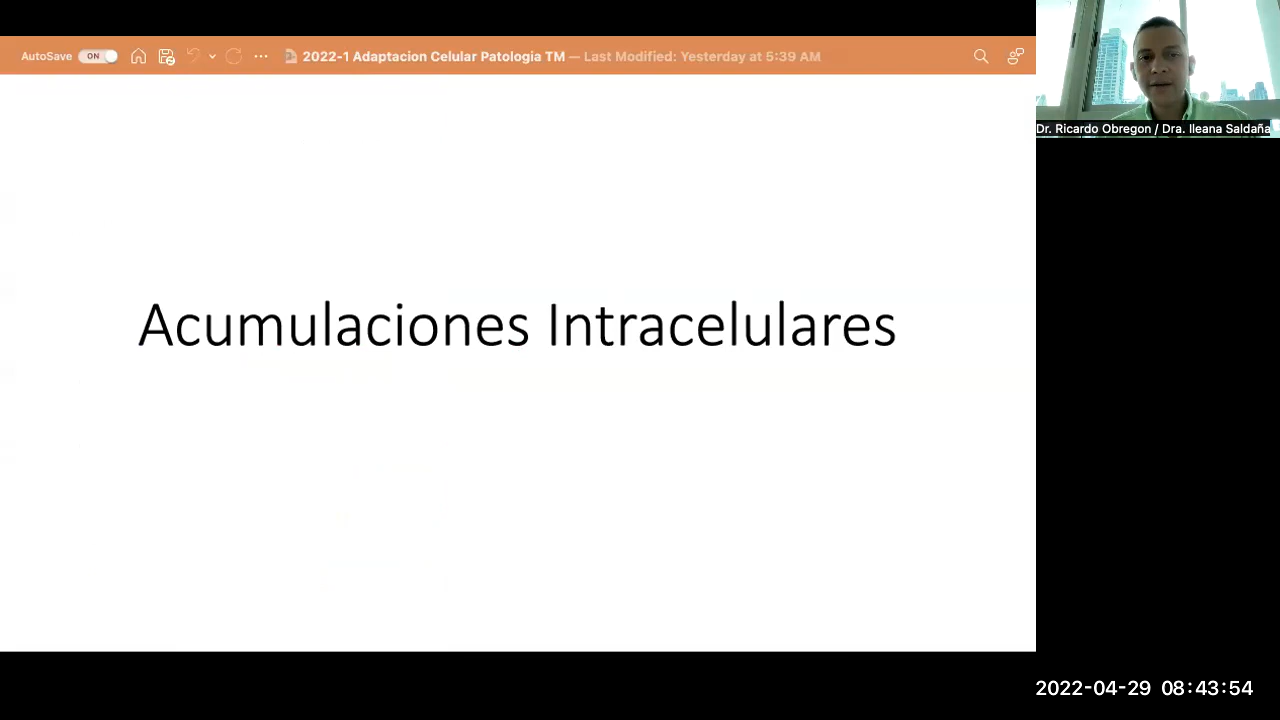 AutoSave ON 2022-1 Adaptacion Celular Patologia TM — Last Modified: Yesterday at 5:39 AM
Dr. Ricardo Obregon / Dra. Ileana Saldaña
Acumulaciones Intracelulares
2022-04-29 08:43:54